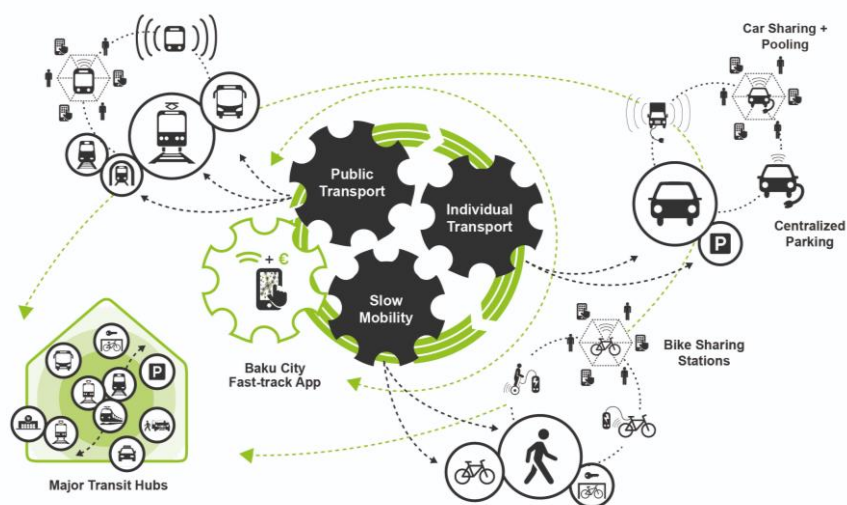 Car Sharing +
Pooling
Public
Transport
Individual
Transport
P
Centralized
Parking
+ €
Slow
Mobility
Baku City
Fast-track App
Bike Sharing
Stations
P
Major Transit Hubs